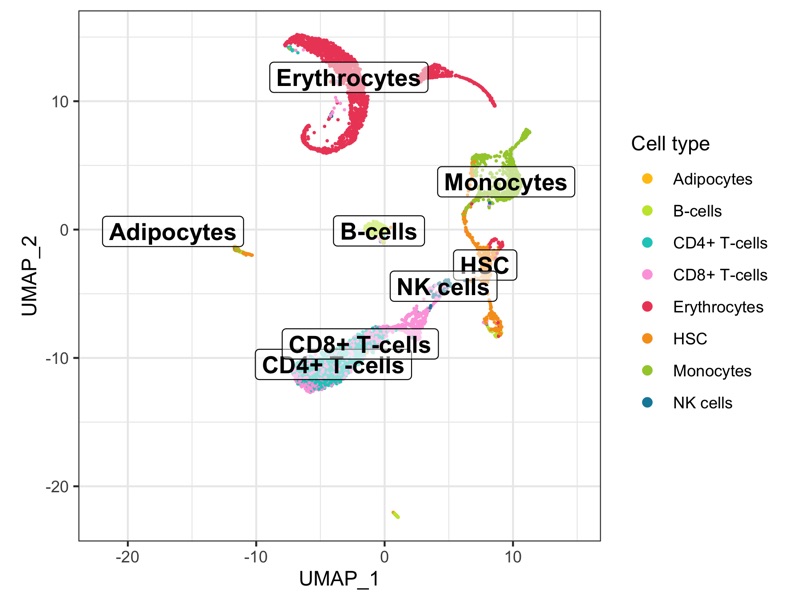 Erythrocytes
Monocytes
Adipocytes
B-cells
HSC
NK cells
CD8+ T-cells
CD4+ T-cells
10
0
-10
-20
UMAP_2
-20
-10
0
10
UMAP_1
Cell type
Adipocytes
B-cells
CD4+ T-cells
CD8+ T-cells
Erythrocytes
HSC
Monocytes
NK cells